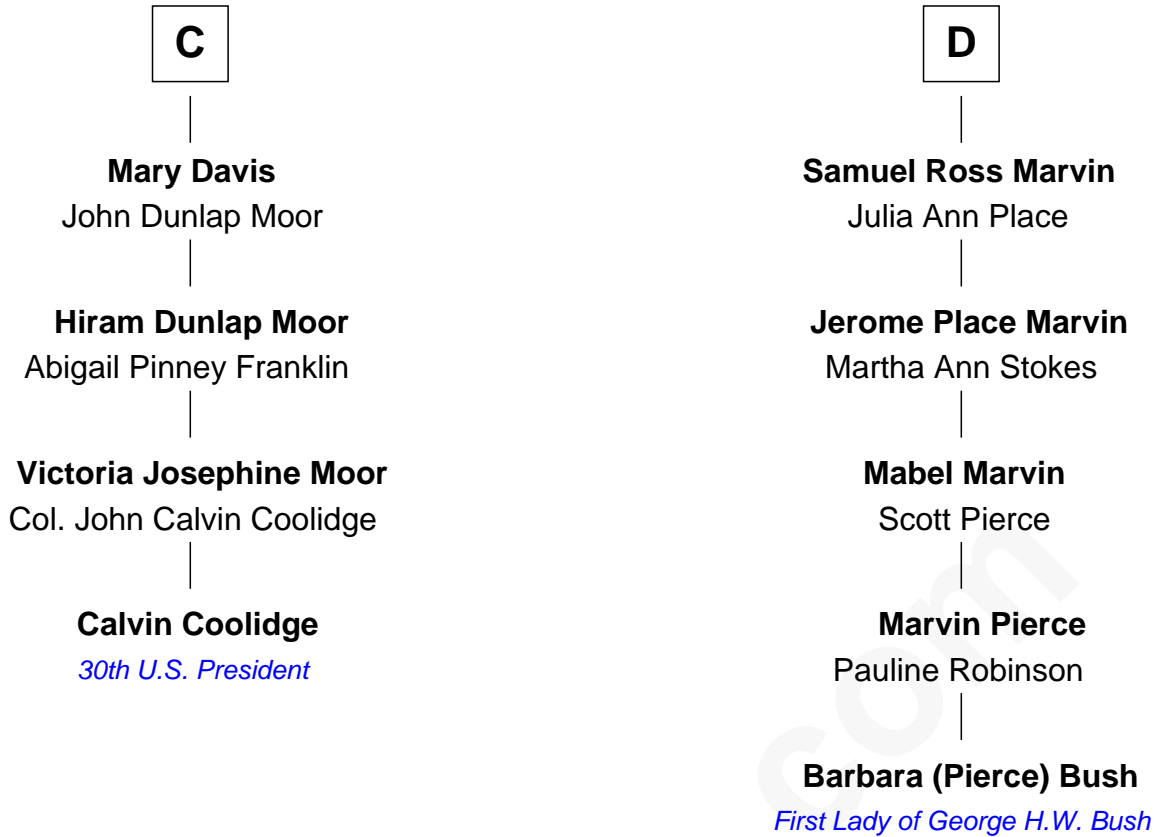 C
Mary Davis
John Dunlap Moor
Hiram Dunlap Moor
Abigail Pinney Franklin
Victoria Josephine Moor
Col. John Calvin Coolidge
Calvin Coolidge
30th U.S. President
D
Samuel Ross Marvin
Julia Ann Place
Jerome Place Marvin
Martha Ann Stokes
Mabel Marvin
Scott Pierce
Marvin Pierce
Pauline Robinson
Barbara (Pierce) Bush
First Lady of George H.W. Bush
com